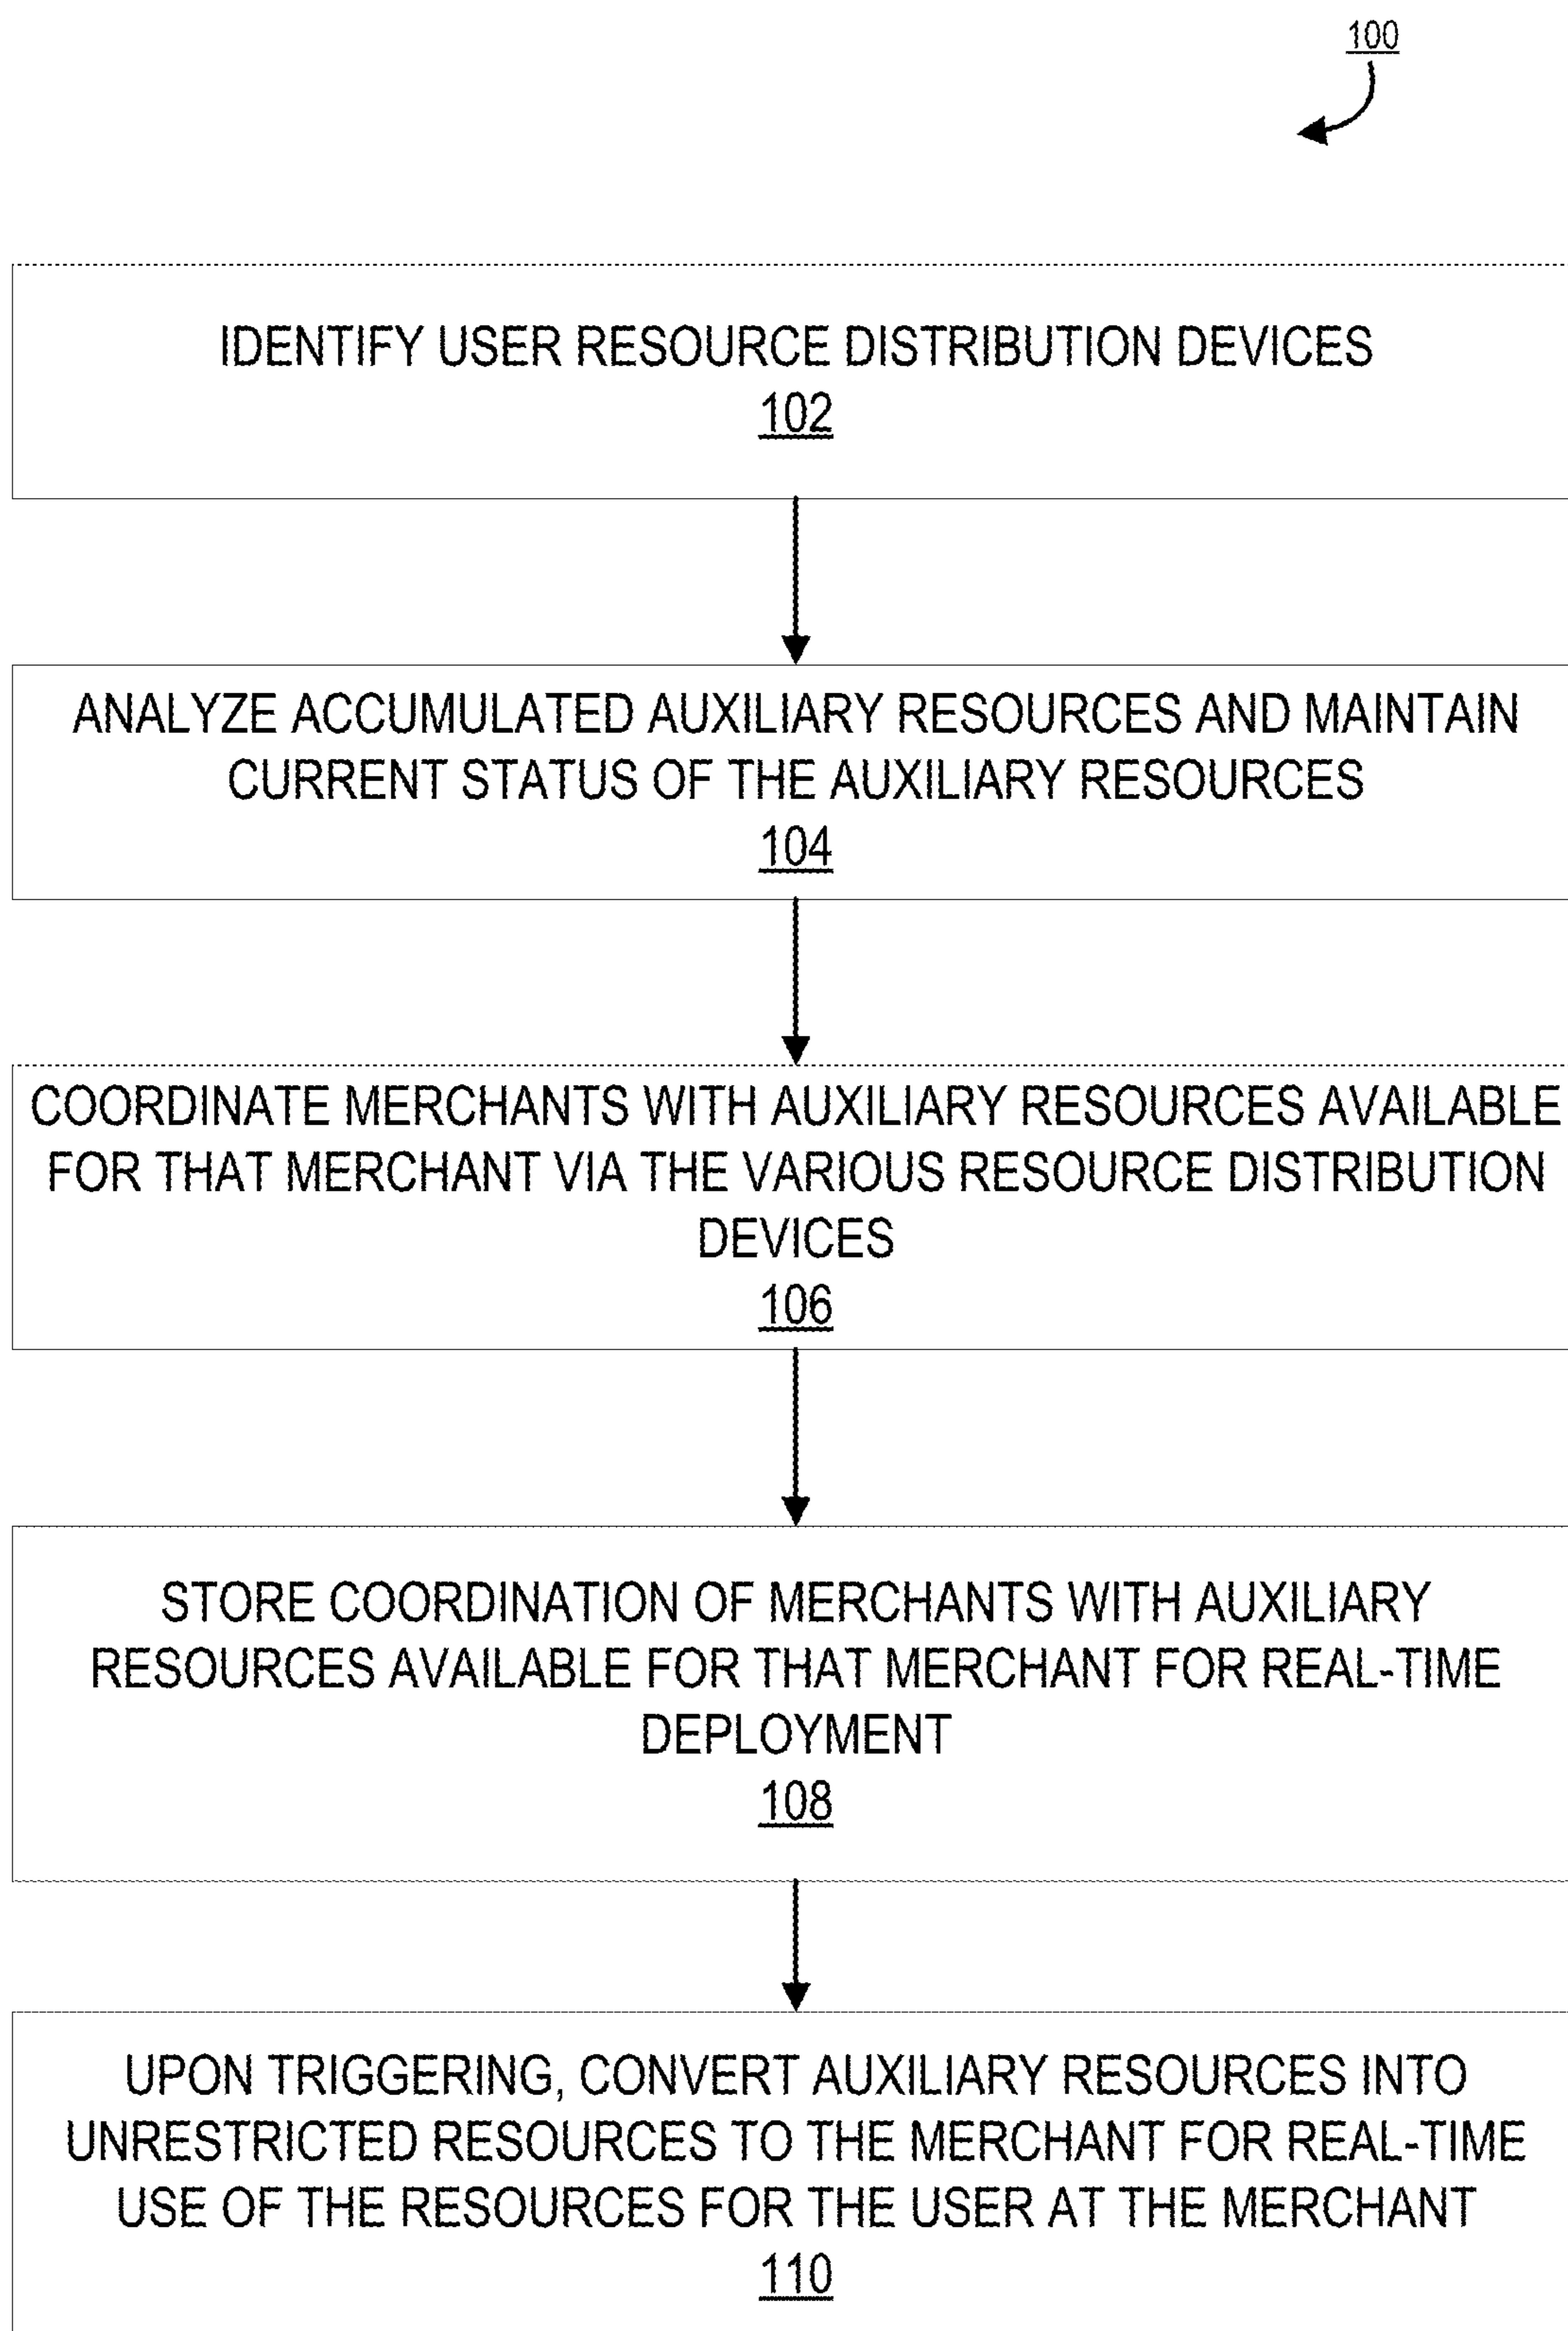 100
IDENTIFY USER RESOURCE DISTRIBUTION DEVICES
102
ANALYZE ACCUMULATED AUXILIARY RESOURCES AND MAINTAIN
CURRENT STATUS OF THE AUXILIARY RESOURCES
104
COORDINATE MERCHANTS WITH AUXILIARY RESOURCES AVAILABLE
FOR THAT MERCHANT VIA THE VARIOUS RESOURCE DISTRIBUTION
DEVICES
106
STORE COORDINATION OF MERCHANTS WITH AUXILIARY
RESOURCES AVAILABLE FOR THAT MERCHANT FOR REAL-TIME
DEPLOYMENT
108
UPON TRIGGERING, CONVERT AUXILIARY RESOURCES INTO
UNRESTRICTED RESOURCES TO THE MERCHANT FOR REAL-TIME
USE OF THE RESOURCES FOR THE USER AT THE MERCHANT
110